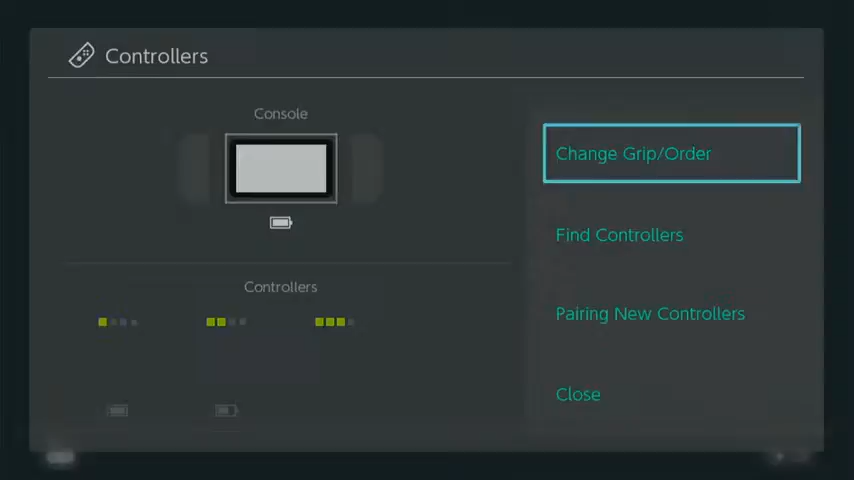 Controllers
Console
Change Grip/Order
Find Controllers
Controllers
Pairing New Controllers
Close